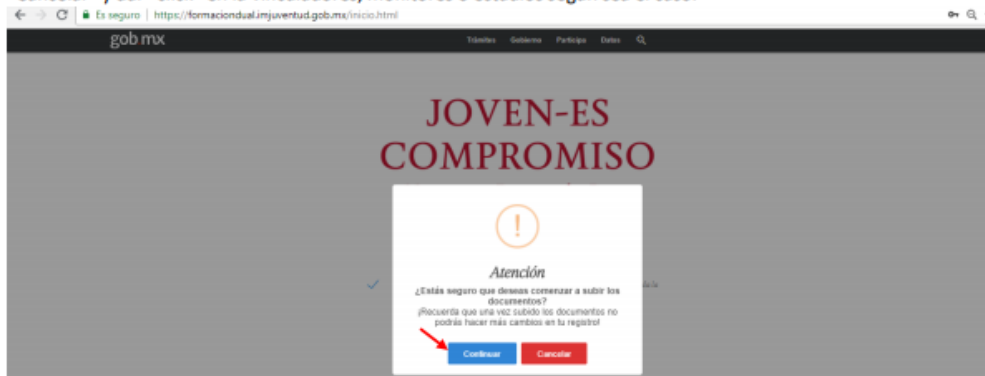 Es seguro | https://formaciondual.imjuventud.gob.mx/inicio.html
gob mx
Trámites Gobierno Participa Datos
JOVEN-ES
COMPROMISO
!
Atención
¿Estás seguro que deseas comenzar a subir los
documentos?
¡Recuerda que una vez subido los documentos no
podrás hacer más cambios en tu registro!
Continuar Cancelar